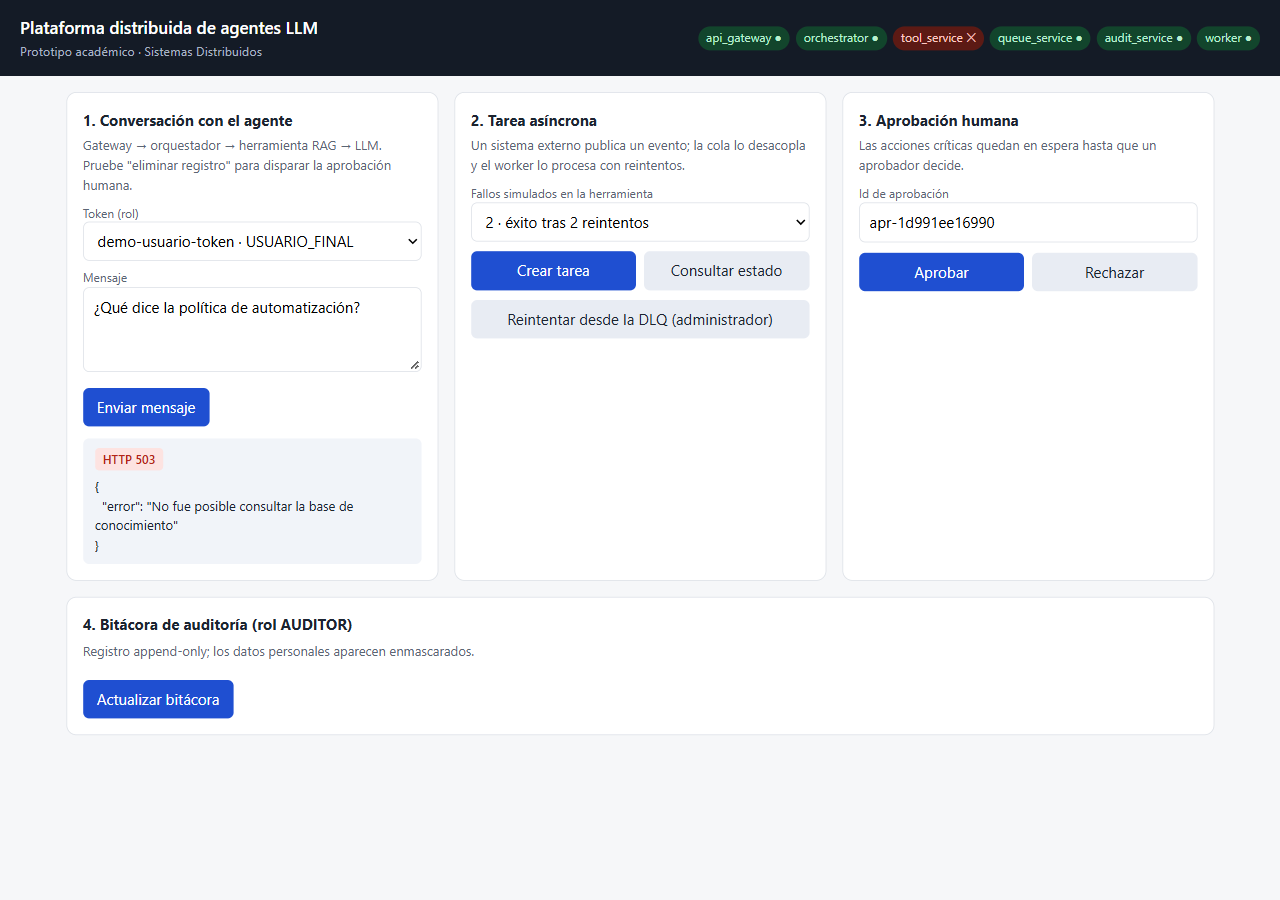 Plataforma distribuida de agentes LLM
Prototipo académico · Sistemas Distribuidos
api_gateway ●
orchestrator ●
tool_service ✕
queue_service ●
audit_service ●
worker ●
1. Conversación con el agente
Gateway → orquestador → herramienta RAG → LLM.
Pruebe "eliminar registro" para disparar la aprobación
humana.
Token (rol)
demo-usuario-token · USUARIO_FINAL
Mensaje
¿Qué dice la política de automatización?
Enviar mensaje
HTTP 503
{
"error": "No fue posible consultar la base de
conocimiento"
}
2. Tarea asíncrona
Un sistema externo publica un evento; la cola lo desacopla
y el worker lo procesa con reintentos.
Fallos simulados en la herramienta
2 · éxito tras 2 reintentos
Crear tarea
Consultar estado
Reintentar desde la DLQ (administrador)
3. Aprobación humana
Las acciones críticas quedan en espera hasta que un
aprobador decide.
Id de aprobación
apr-1d991ee16990
Aprobar
Rechazar
4. Bitácora de auditoría (rol AUDITOR)
Registro append-only; los datos personales aparecen enmascarados.
Actualizar bitácora